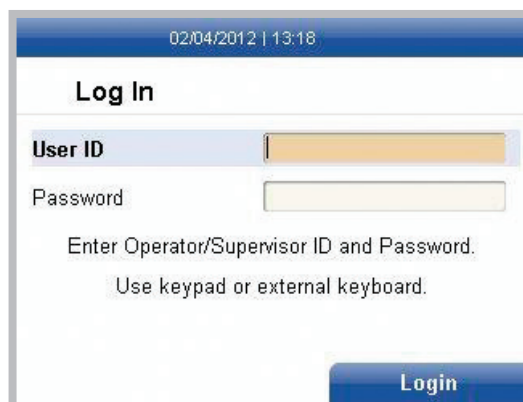 02/04/2012 | 13:18
Log In
User ID
Password
Enter Operator/Supervisor ID and Password.
Use keypad or external keyboard.
Login